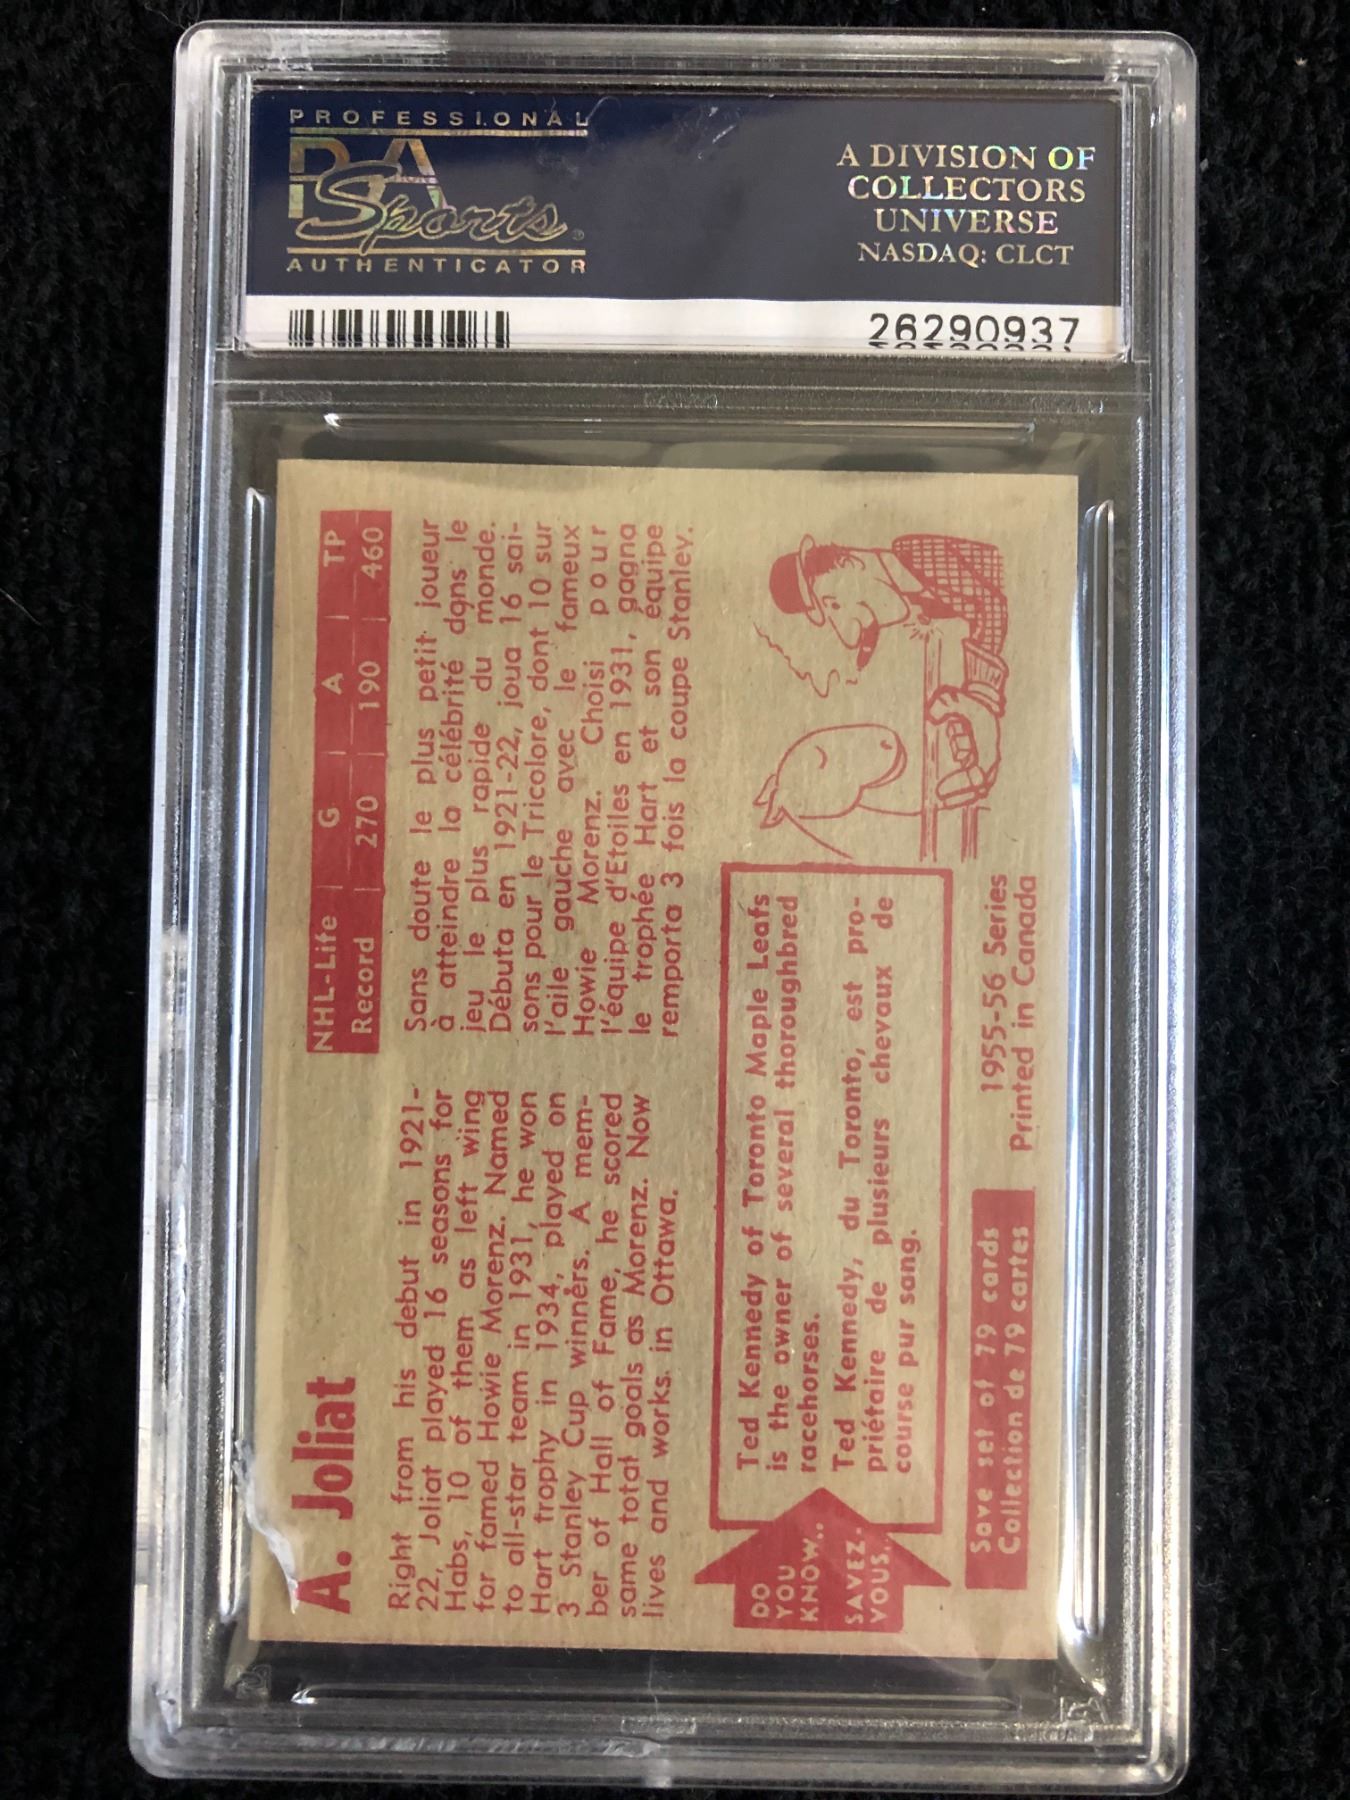 PROFESSIONAL
PSA
Sports
AUTHENTICATOR
A DIVISION OF
COLLECTORS
UNIVERSE
NASDAQ: CLCT
26290937
A. Joliat
Right from his debut in 1921-
22, Joliat played 16 seasons for
Habs, 10 of them as left wing
for famed Howie Morenz. Named
to all-star team in 1931, he won
Hart trophy in 1934, played on
3 Stanley Cup winners. A mem-
ber of Hall of Fame, he scored
same total goals as Morenz. Now
lives and works in Ottawa.
NHL-Life G A TP
Record 270 190 460
Sans doute le plus petit joueur
à atteindre la célébrité dans le
jeu le plus rapide du monde.
Débuta en 1921-22, joua 16 sai-
sons pour le Tricolore, dont 10 sur
l'aile gauche avec le fameux
Howie Morenz. Choisi pour
l'équipe d'Etoiles en 1931, gagna
le trophée Hart et son équipe
remporta 3 fois la coupe Stanley.
DO
YOU
KNOW..
SAVEZ-
VOUS..
Ted Kennedy of Toronto Maple Leafs
is the owner of several thoroughbred
racehorses.
Ted Kennedy, du Toronto, est pro-
priétaire de plusieurs chevaux de
course pur sang.
Save set of 79 cards
Collection de 79 cartes
1955-56 Series
Printed in Canada